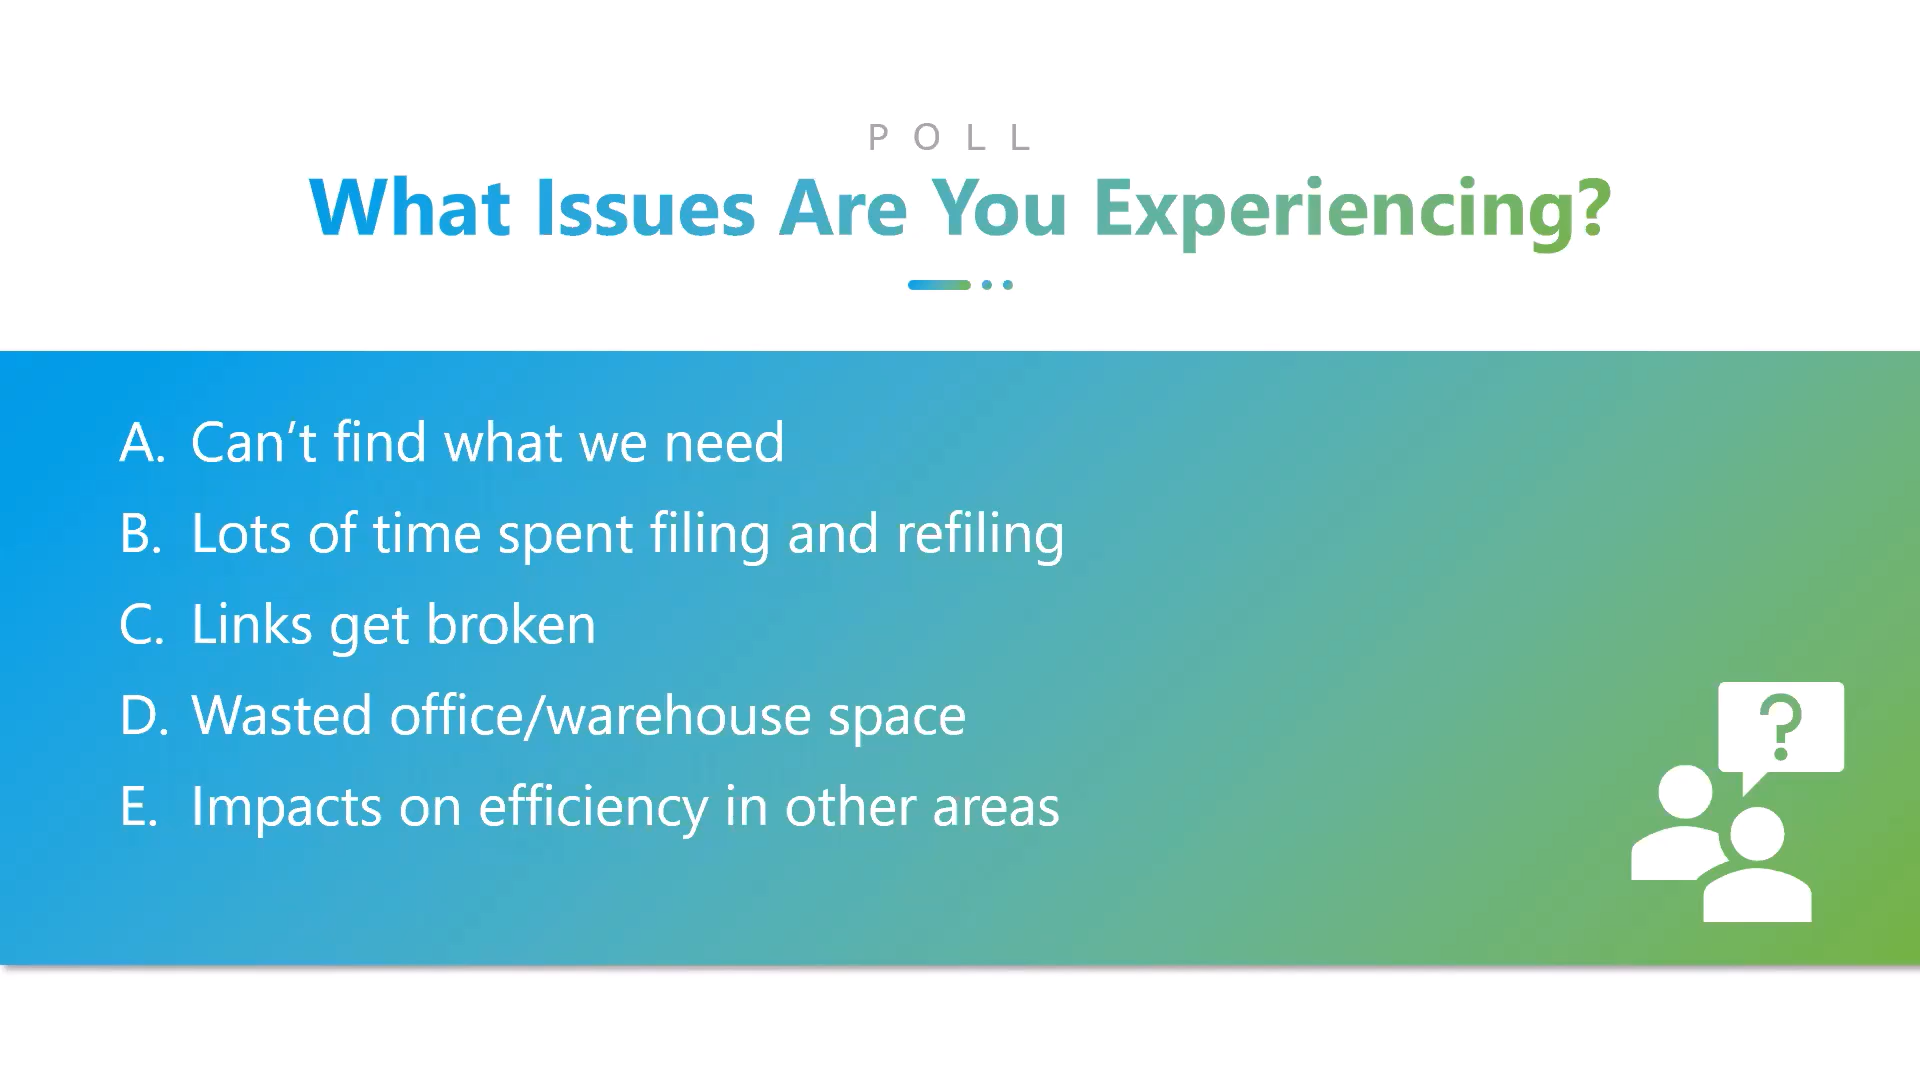 POLL
What Issues Are You Experiencing?
A. Can’t find what we need
B. Lots of time spent filing and refiling
C. Links get broken
D. Wasted office/warehouse space
E. Impacts on efficiency in other areas
?